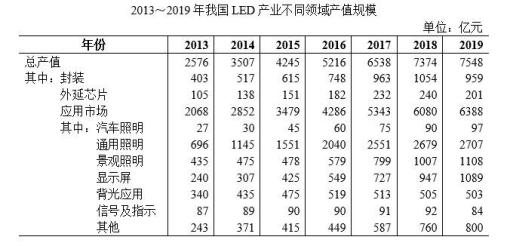 2013～2019 年我国 LED 产业不同领域产值规模
单位：亿元
年份 2013 2014 2015 2016 2017 2018 2019
总产值 2576 3507 4245 5216 6538 7374 7548
其中：封装 403 517 615 748 963 1054 959
外延芯片 105 138 151 182 232 240 201
应用市场 2068 2852 3479 4286 5343 6080 6388
其中：汽车照明 27 30 45 60 75 90 97
通用照明 696 1145 1551 2040 2551 2679 2707
景观照明 435 475 478 579 799 1007 1108
显示屏 240 307 425 549 727 947 1089
背光应用 340 435 475 519 513 505 503
信号及指示 87 89 90 90 91 92 84
其他 243 371 415 449 587 760 800